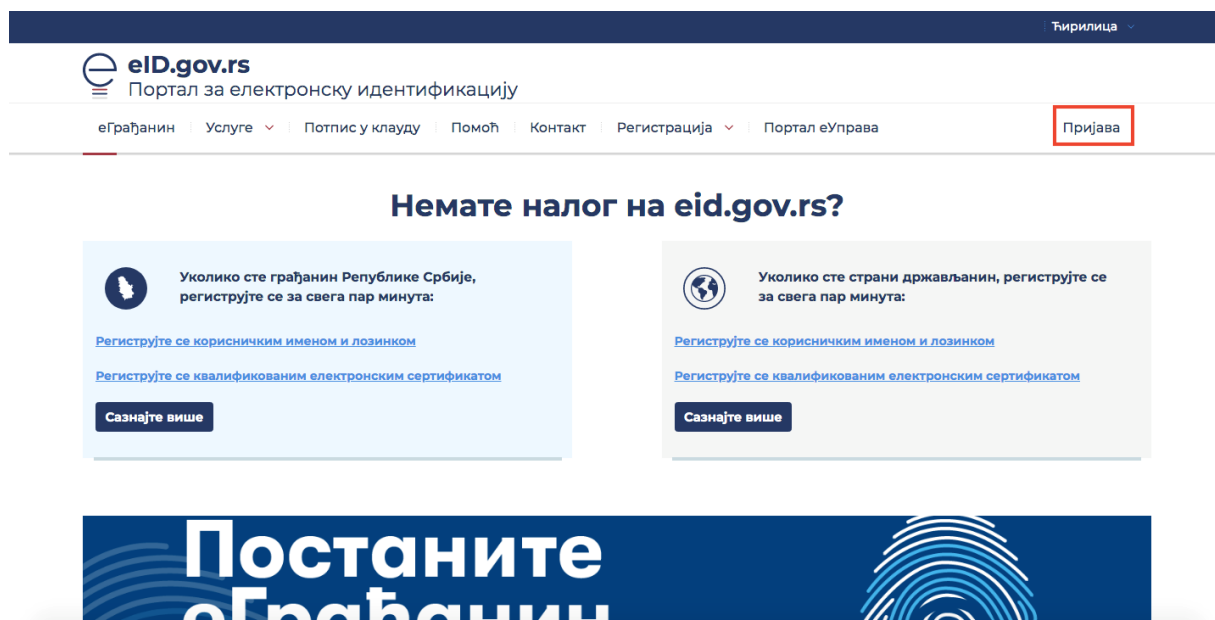 Ћирилица
eID.gov.rs
Портал за електронску идентификацију
еГрађанин Услуге Потпис у клауду Помоћ Контакт Регистрација Портал еУправа Пријава
Немате налог на eid.gov.rs?
Уколико сте грађанин Републике Србије,
региструјте се за свега пар минута:
Региструјте се корисничким именом и лозинком
Региструјте се квалификованим електронским сертификатом
Сазнајте више
Уколико сте страни држављанин, региструјте се
за свега пар минута:
Региструјте се корисничким именом и лозинком
Региструјте се квалификованим електронским сертификатом
Сазнајте више
Постаните
еГрађанин